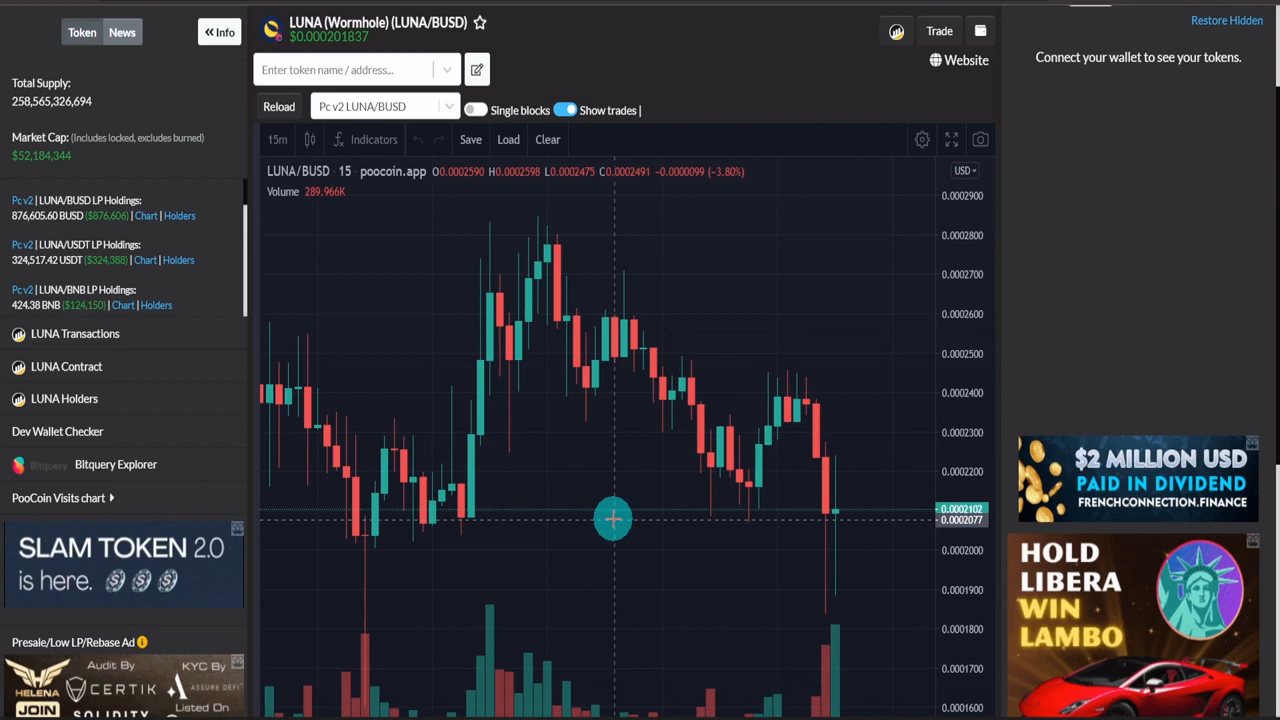 Token News
Info
Total Supply:
258,565,326,694
Market Cap: (Includes locked, excludes burned)
$52,184,344
Pc v2 | LUNA/BUSD LP Holdings:
876,605.60 BUSD ($876,606) | Chart | Holders
Pc v2 | LUNA/USDT LP Holdings:
324,517.42 USDT ($324,388) | Chart | Holders
Pc v2 | LUNA/BNB LP Holdings:
424.38 BNB ($124,150) | Chart | Holders
LUNA Transactions
LUNA Contract
LUNA Holders
Dev Wallet Checker
Bitquery Bitquery Explorer
PooCoin Visits chart
SLAM TOKEN 2.0
is here.
Presale/Low LP/Rebase Ad
HELENA
JOIN
Audit By
CERTIK
SOLIDITY
KYC By
ASSURE DEFI
Listed On
LUNA (Wormhole) (LUNA/BUSD)
$0.000201837
Trade
Website
Enter token name / address...
Reload
Pc v2 LUNA/BUSD
Single blocks
Show trades |
15m
Indicators
Save
Load
Clear
LUNA/BUSD · 15 · poocoin.app O0.0002590 H0.0002598 L0.0002475 C0.0002491 -0.0000099 (-3.80%)
Volume 289.966K
USD
0.0002900
0.0002800
0.0002700
0.0002600
0.0002500
0.0002400
0.0002300
0.0002200
0.0002102
0.0002077
0.0002000
0.0001900
0.0001800
0.0001700
0.0001600
Restore Hidden
Connect your wallet to see your tokens.
$2 MILLION USD
PAID IN DIVIDEND
FRENCHCONNECTION.FINANCE
HOLD
LIBERA
WIN
LAMBO